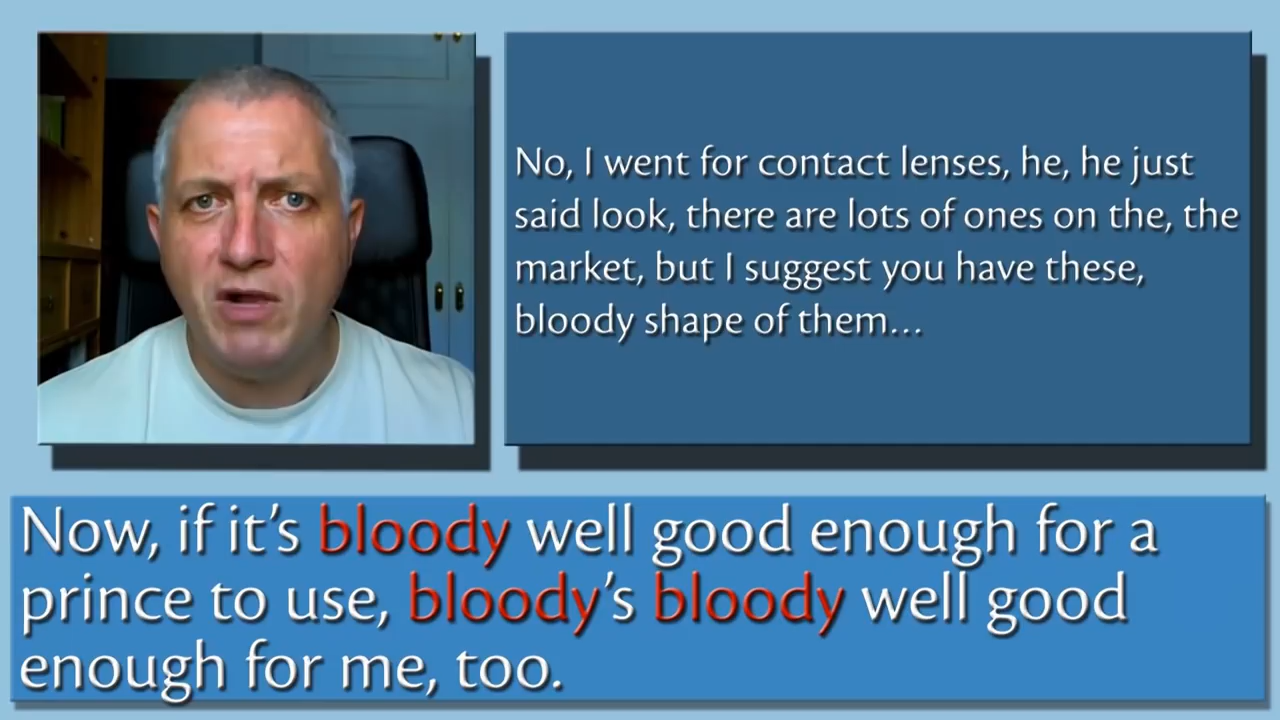 No, I went for contact lenses, he, he just
said look, there are lots of ones on the, the
market, but I suggest you have these,
bloody shape of them...
Now, if it's bloody well good enough for a
prince to use, bloody's bloody well good
enough for me, too.